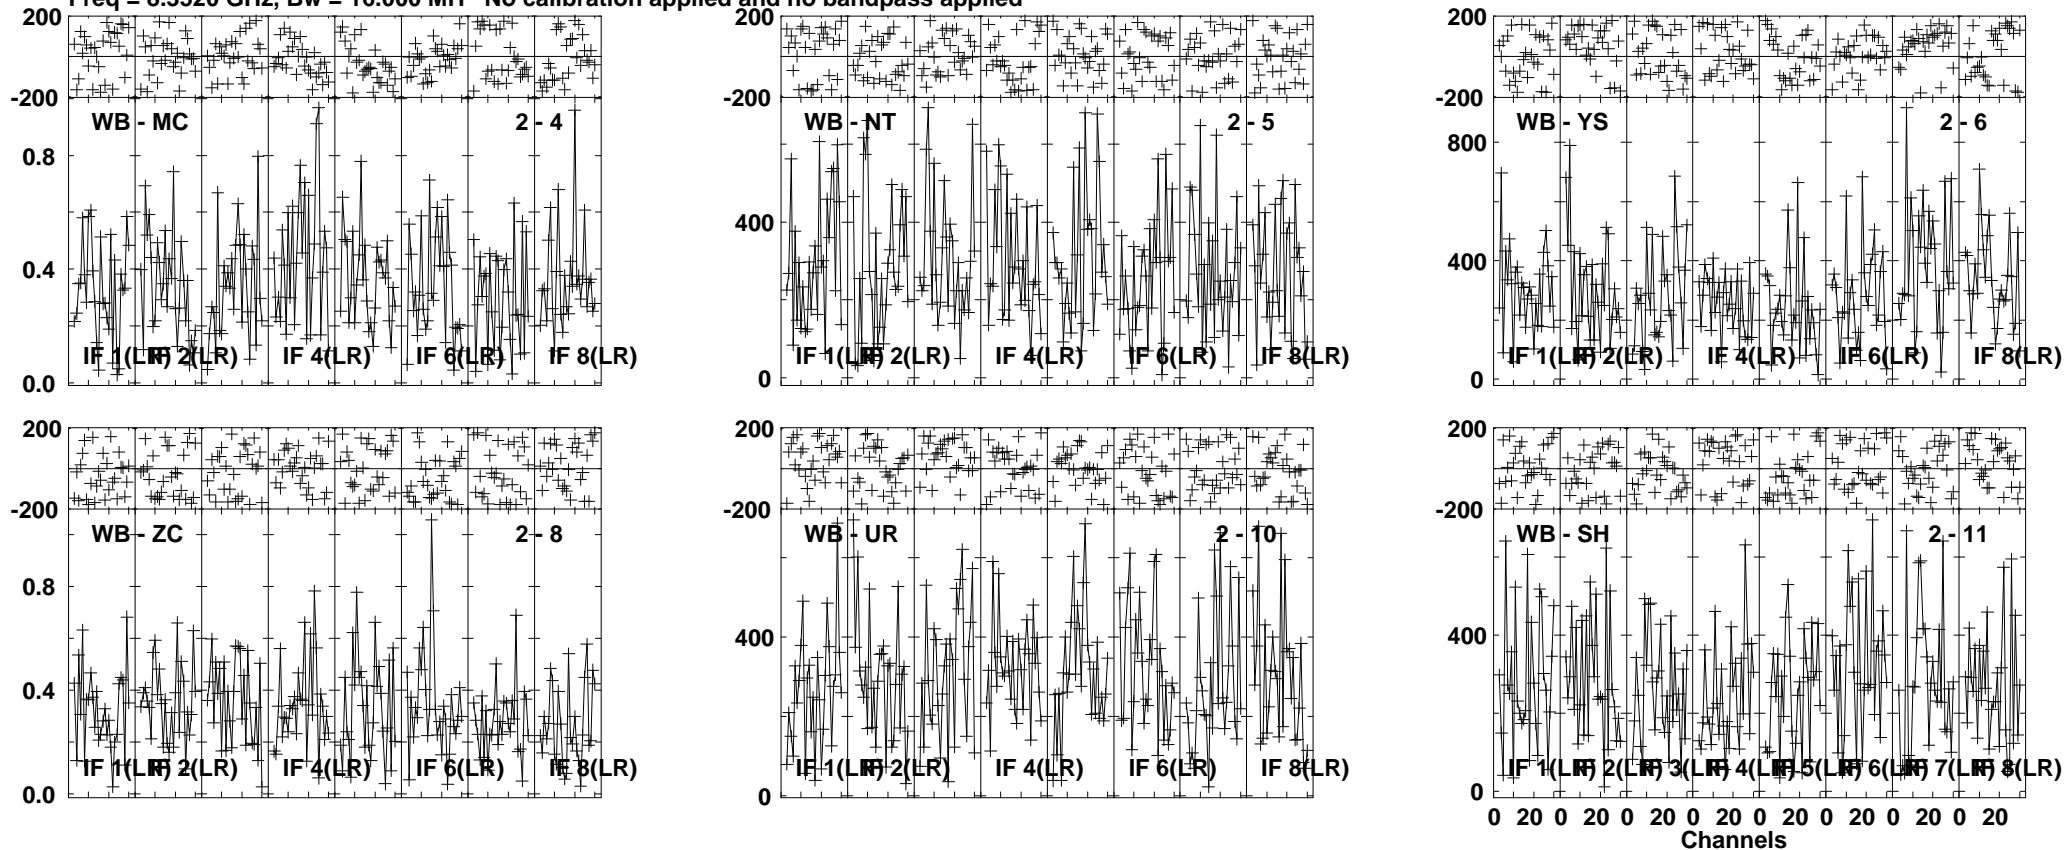 No calibration applied and no bandpass applied
200
-200
WB - MC 2 - 4
0.8
0.4
0.0
IF 1(LR) IF 2(LR) IF 4(LR) IF 6(LR) IF 8(LR)
200
-200
WB - NT 2 - 5
400
0
IF 1(LR) IF 2(LR) IF 4(LR) IF 6(LR) IF 8(LR)
200
-200
WB - YS 2 - 6
800
400
0
IF 1(LR) IF 2(LR) IF 4(LR) IF 6(LR) IF 8(LR)
200
-200
WB - ZC 2 - 8
0.8
0.4
0.0
IF 1(LR) IF 2(LR) IF 4(LR) IF 6(LR) IF 8(LR)
200
-200
WB - UR 2 - 10
400
0
IF 1(LR) IF 2(LR) IF 4(LR) IF 6(LR) IF 8(LR)
200
-200
WB - SH 2 - 11
400
0
IF 1(LR) IF 2(LR) IF 3(LR) IF 4(LR) IF 5(LR) IF 6(LR) IF 7(LR) IF 8(LR)
0 20 0 20 0 20 0 20 0 20 0 20 0 20 0 20
Channels